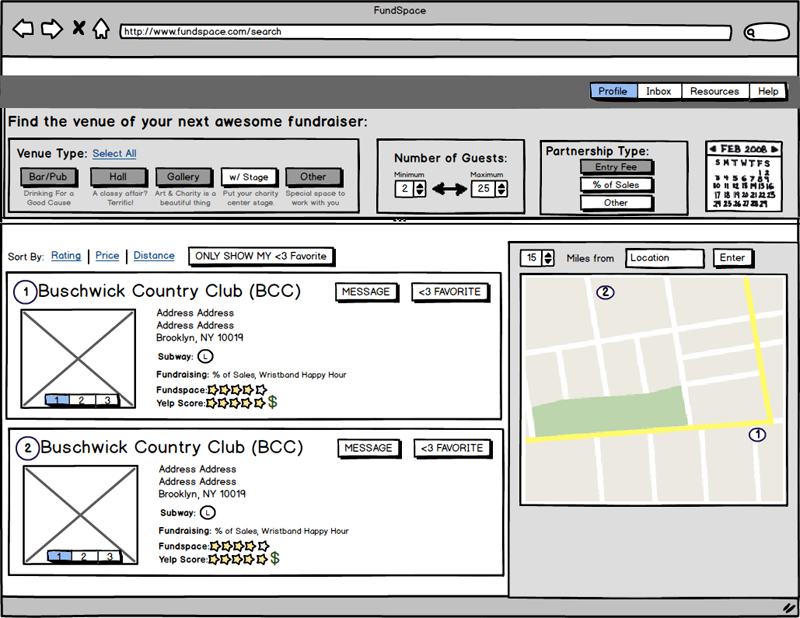 FundSpace
http://www.fundspace.com/search
Profile Inbox Resources Help
Find the venue of your next awesome fundraiser:
Venue Type: Select All
Bar/Pub Hall Gallery w/ Stage Other
Drinking For a Good Cause
A classy affair? Terrific!
Art & Charity is a beautiful thing
Put your charity center stage.
Special space to work with you
Number of Guests:
Minimum Maximum
2 25
Partnership Type:
Entry Fee
% of Sales
Other
FEB 2008
S M T W T F S
1 2
3 4 5 6 7 8 9
10 11 12 13 14 15 16
17 18 19 20 21 22 23
24 25 26 27 28 29
Sort By: Rating Price Distance ONLY SHOW MY <3 Favorite
1 Buschwick Country Club (BCC) MESSAGE <3 FAVORITE
Address Address
Address Address
Brooklyn, NY 10019
Subway: L
Fundraising: % of Sales, Wristband Happy Hour
Fundspace:
Yelp Score: $
1 2 3
2 Buschwick Country Club (BCC) MESSAGE <3 FAVORITE
Address Address
Address Address
Brooklyn, NY 10019
Subway: L
Fundraising: % of Sales, Wristband Happy Hour
Fundspace:
Yelp Score: $
1 2 3
15 Miles from Location Enter
2
1